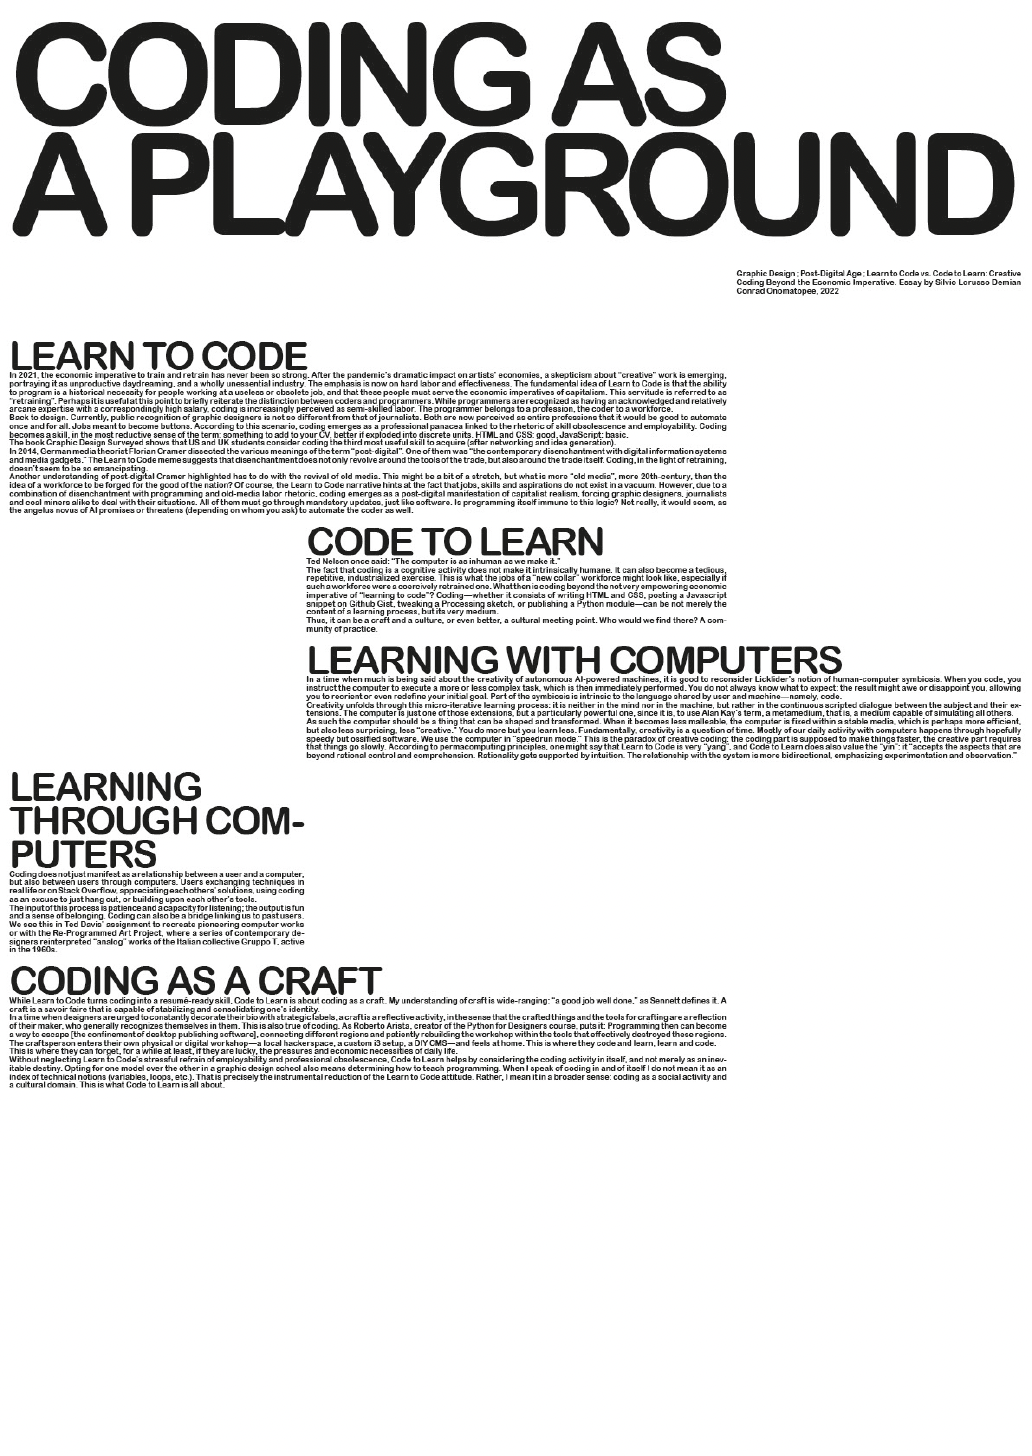 CODING AS
A PLAYGROUND
Graphic Design ; Post-Digital Age ; Learn to Code vs. Code to Learn: Creative
Coding Beyond the Economic Imperative. Essay by Silvio Lorusso Demian
Conrad Onomatopee, 2022
LEARN TO CODE
In 2021, the economic imperative to train and retrain has never been so strong. After the pandemic's dramatic impact on artists' economies, a skepticism about "creative" work is emerging,
portraying it as unproductive daydreaming, and a wholly unessential industry. The emphasis is now on hard labor and effectiveness. The fundamental idea of Learn to Code is that the ability
to program is a historical necessity for people working at a useless or obsolete job, and that these people must serve the economic imperatives of capitalism. This servitude is referred to as
"retraining". Perhaps it is useful at this point to briefly reiterate the distinction between coders and programmers. While programmers are recognized as having an acknowledged and relatively
arcane expertise with a correspondingly high salary, coding is increasingly perceived as semi-skilled labor. The programmer belongs to a profession, the coder to a workforce.
Back to design. Currently, public recognition of graphic designers is not so different from that of journalists. Both are now perceived as entire professions that it would be good to automate
once and for all. Jobs meant to become buttons. According to this scenario, coding emerges as a professional panacea linked to the rhetoric of skill obsolescence and employability. Coding
becomes a skill, in the most reductive sense of the term: something to add to your CV, better if exploded into discrete units. HTML and CSS: good, JavaScript: basic.
The book Graphic Design Surveyed shows that US and UK students consider coding the third most useful skill to acquire (after networking and idea generation).
In 2014, German media theorist Florian Cramer dissected the various meanings of the term "post-digital". One of them was "the contemporary disenchantment with digital information systems
and media gadgets." The Learn to Code meme suggests that disenchantment does not only revolve around the tools of the trade, but also around the trade itself. Coding, in the light of retraining,
doesn't seem to be so emancipating.
Another understanding of post-digital Cramer highlighted has to do with the revival of old media. This might be a bit of a stretch, but what is more "old media", more 20th-century, than the
idea of a workforce to be forged for the good of the nation? Of course, the Learn to Code narrative hints at the fact that jobs, skills and aspirations do not exist in a vacuum. However, due to a
combination of disenchantment with programming and old-media labor rhetoric, coding emerges as a post-digital manifestation of capitalist realism, forcing graphic designers, journalists
and coal miners alike to deal with their situations. All of them must go through mandatory updates, just like software. Is programming itself immune to this logic? Not really, it would seem, as
the angelus novus of AI promises or threatens (depending on whom you ask) to automate the coder as well.
CODE TO LEARN
Ted Nelson once said: "The computer is as inhuman as we make it."
The fact that coding is a cognitive activity does not make it intrinsically humane. It can also become a tedious,
repetitive, industrialized exercise. This is what the jobs of a "new collar" workforce might look like, especially if
such a workforce were a coercively retrained one. What then is coding beyond the not very empowering economic
imperative of "learning to code"? Coding—whether it consists of writing HTML and CSS, posting a Javascript
snippet on Github Gist, tweaking a Processing sketch, or publishing a Python module—can be not merely the
content of a learning process, but its very medium.
Thus, it can be a craft and a culture, or even better, a cultural meeting point. Who would we find there? A com-
munity of practice.
LEARNING WITH COMPUTERS
In a time when much is being said about the creativity of autonomous AI-powered machines, it is good to reconsider Licklider's notion of human-computer symbiosis. When you code, you
instruct the computer to execute a more or less complex task, which is then immediately performed. You do not always know what to expect: the result might awe or disappoint you, allowing
you to reorient or even redefine your initial goal. Part of the symbiosis is intrinsic to the language shared by user and machine—namely, code.
Creativity unfolds through this micro-iterative learning process: it is neither in the mind nor in the machine, but rather in the continuous scripted dialogue between the subject and their ex-
tensions. The computer is just one of those extensions, but a particularly powerful one, since it is, to use Alan Kay's term, a metamedium, that is, a medium capable of simulating all others.
As such computer should be a thing that can be shaped and transformed. When it becomes less malleable, the computer is fixed within a stable media, which is perhaps more efficient,
but also less surprising, less "creative." You do more but you learn less. Fundamentally, creativity is a question of time. Mostly of our daily activity with computers happens through hopefully
speedy but ossified software. We use the computer in "speedrun mode." This is the paradox of creative coding: the coding part is supposed to make things faster, the creative part requires
that things go slowly. According to permacomputing principles, one might say that Learn to Code is very "yang", and Code to Learn does also value the "yin": it "accepts the aspects that are
beyond rational control and comprehension. Rationality gets supported by intuition. The relationship with the system is more bidirectional, emphasizing experimentation and observation."
LEARNING
THROUGH COM-
PUTERS
Coding does not just manifest as a relationship between a user and a computer,
but also between users through computers. Users exchanging techniques in
real life or on Stack Overflow, appreciating each others' solutions, using coding
as an excuse to just hang out, or building upon each other's tools.
The input of this process is patience and a capacity for listening; the output is fun
and a sense of belonging. Coding can also be a bridge linking us to past users.
We see this in Ted Davis' assignment to recreate pioneering computer works
or with the Re-Programmed Art Project, where a series of contemporary de-
signers reinterpreted "analog" works of the Italian collective Gruppo T, active
in the 1960s.
CODING AS A CRAFT
While Learn to Code turns coding into a resumé-ready skill, Code to Learn is about coding as a craft. My understanding of craft is wide-ranging: "a good job well done," as Sennett defines it. A
craft is a savoir faire that is capable of stabilizing and consolidating one's identity.
In a time when designers are urged to constantly decorate their bio with strategic labels, a craft is a reflective activity, in the sense that the crafted things and the tools for crafting are a reflection
of their maker, who generally recognizes themselves in them. This is also true of coding. As Roberto Arista, creator of the Python for Designers course, puts it: Programming then can become
a way to escape [the confinement of desktop publishing software], connecting different regions and patiently rebuilding the workshop within the tools that effectively destroyed these regions.
The craftsperson enters their own physical or digital workshop—a local hackerspace, a custom i3 setup, a DIY CMS—and feels at home. This is where they code and learn, learn and code.
This is where they can forget, for a while at least, if they are lucky, the pressures and economic necessities of daily life.
Without neglecting Learn to Code's stressful refrain of employability and professional obsolescence, Code to Learn helps by considering the coding activity in itself, and not merely as an inev-
itable destiny. Opting for one model over the other in a graphic design school also means determining how to teach programming. When I speak of coding in and of itself I do not mean it as an
index of technical notions (variables, loops, etc.). That is precisely the instrumental reduction of the Learn to Code attitude. Rather, I mean it in a broader sense: coding as a social activity and
a cultural domain. This is what Code to Learn is all about.